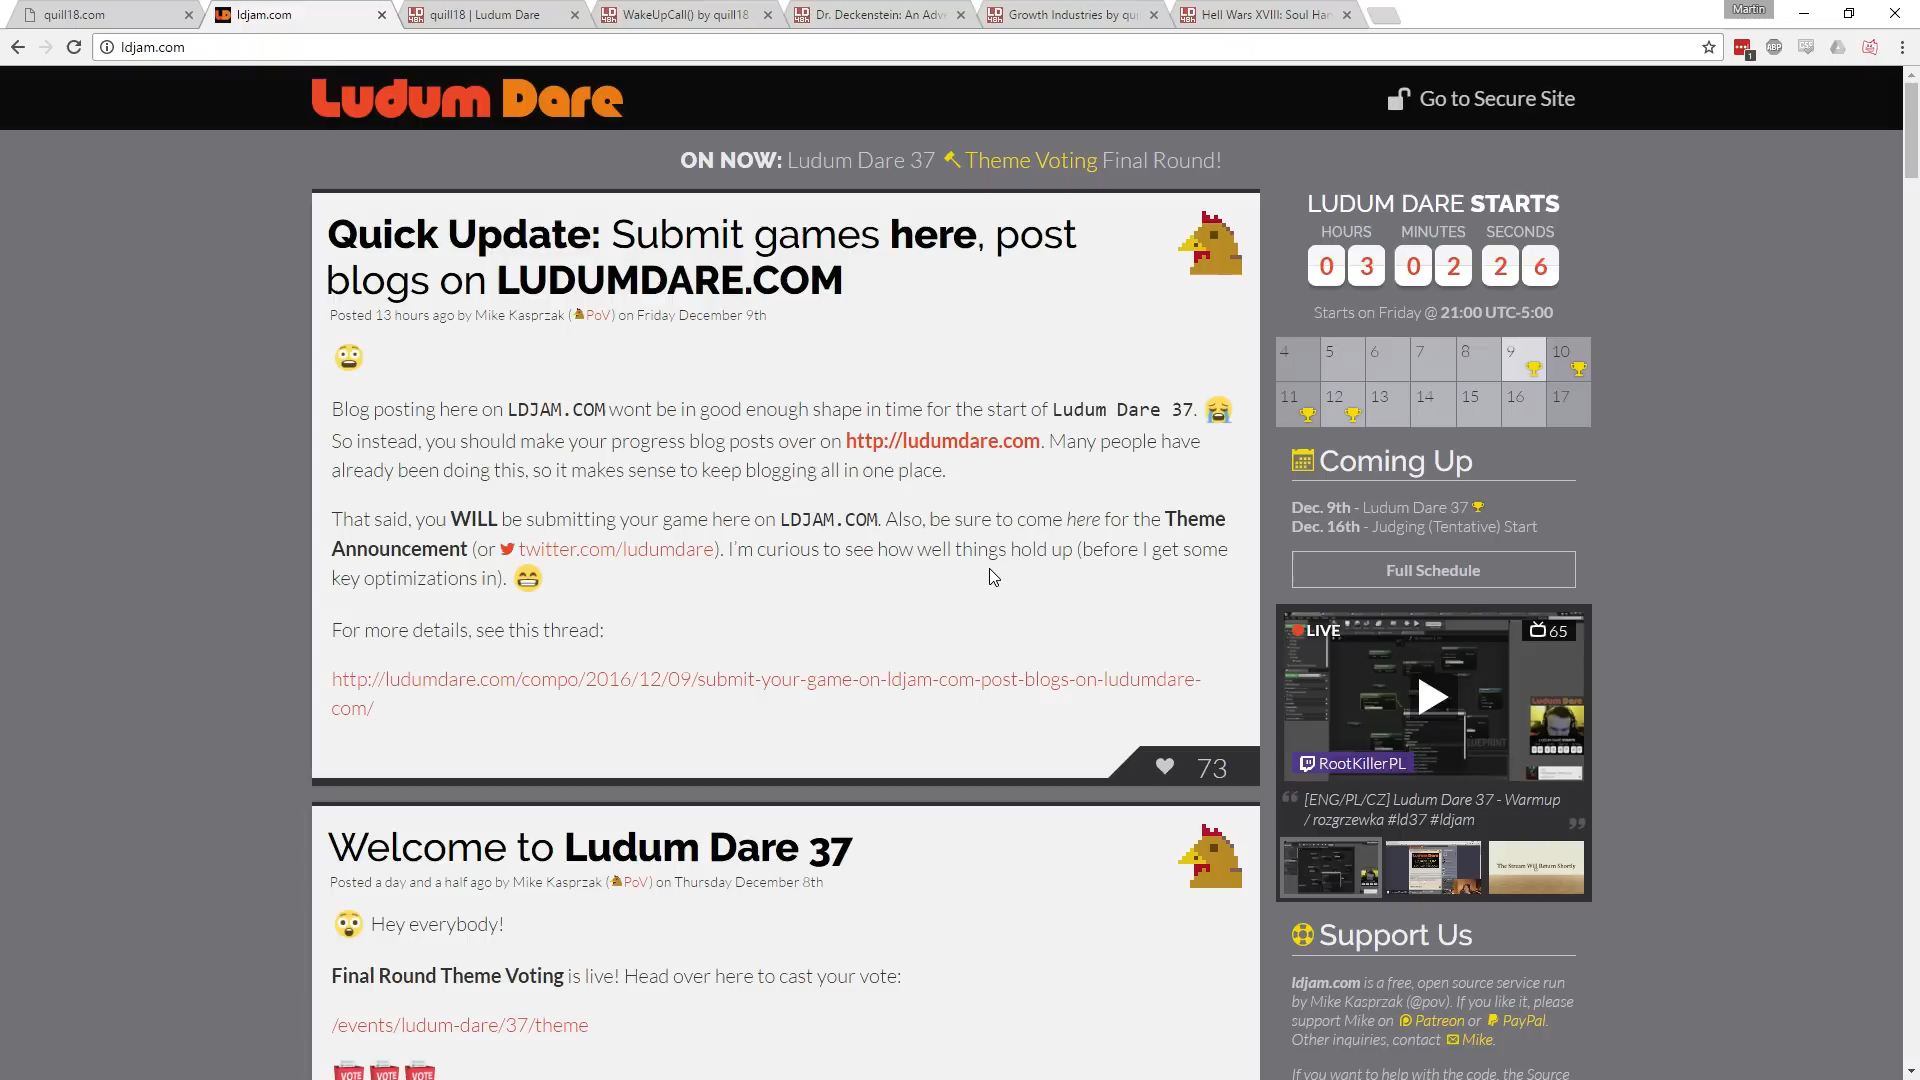 quill18.com
ldjam.com
quill18 | Ludum Dare
WakeUpCall() by quill18
Dr. Deckenstein: An Adv
Growth Industries by qu
Hell Wars XVIII: Soul Har
Martin
ldjam.com
ABP
CSS
1
Ludum Dare
Go to Secure Site
ON NOW: Ludum Dare 37 Theme Voting Final Round!
Quick Update: Submit games here, post
blogs on LUDUMDARE.COM
Posted 13 hours ago by Mike Kasprzak (PoV) on Friday December 9th
Blog posting here on LDJAM.COM wont be in good enough shape in time for the start of Ludum Dare 37.
So instead, you should make your progress blog posts over on http://ludumdare.com. Many people have
already been doing this, so it makes sense to keep blogging all in one place.
That said, you WILL be submitting your game here on LDJAM.COM. Also, be sure to come here for the Theme
Announcement (or twitter.com/ludumdare). I'm curious to see how well things hold up (before I get some
key optimizations in).
For more details, see this thread:
http://ludumdare.com/compo/2016/12/09/submit-your-game-on-ldjam-com-post-blogs-on-ludumdare-
com/
73
Welcome to Ludum Dare 37
Posted a day and a half ago by Mike Kasprzak (PoV) on Thursday December 8th
Hey everybody!
Final Round Theme Voting is live! Head over here to cast your vote:
/events/ludum-dare/37/theme
VOTE VOTE VOTE
LUDUM DARE STARTS
HOURS MINUTES SECONDS
0 3 0 2 2 6
Starts on Friday @ 21:00 UTC-5:00
4 5 6 7 8 9 10
11 12 13 14 15 16 17
Coming Up
Dec. 9th - Ludum Dare 37
Dec. 16th - Judging (Tentative) Start
Full Schedule
LIVE
65
RootKillerPL
[ENG/PL/CZ] Ludum Dare 37 - Warmup
/ rozgrzewka #ld37 #ldjam
The Stream Will Return Shortly
Support Us
ldjam.com is a free, open source service run
by Mike Kasprzak (@pov). If you like it, please
support Mike on Patreon or PayPal.
Other inquiries, contact Mike.
If you want to help with the code, the Source